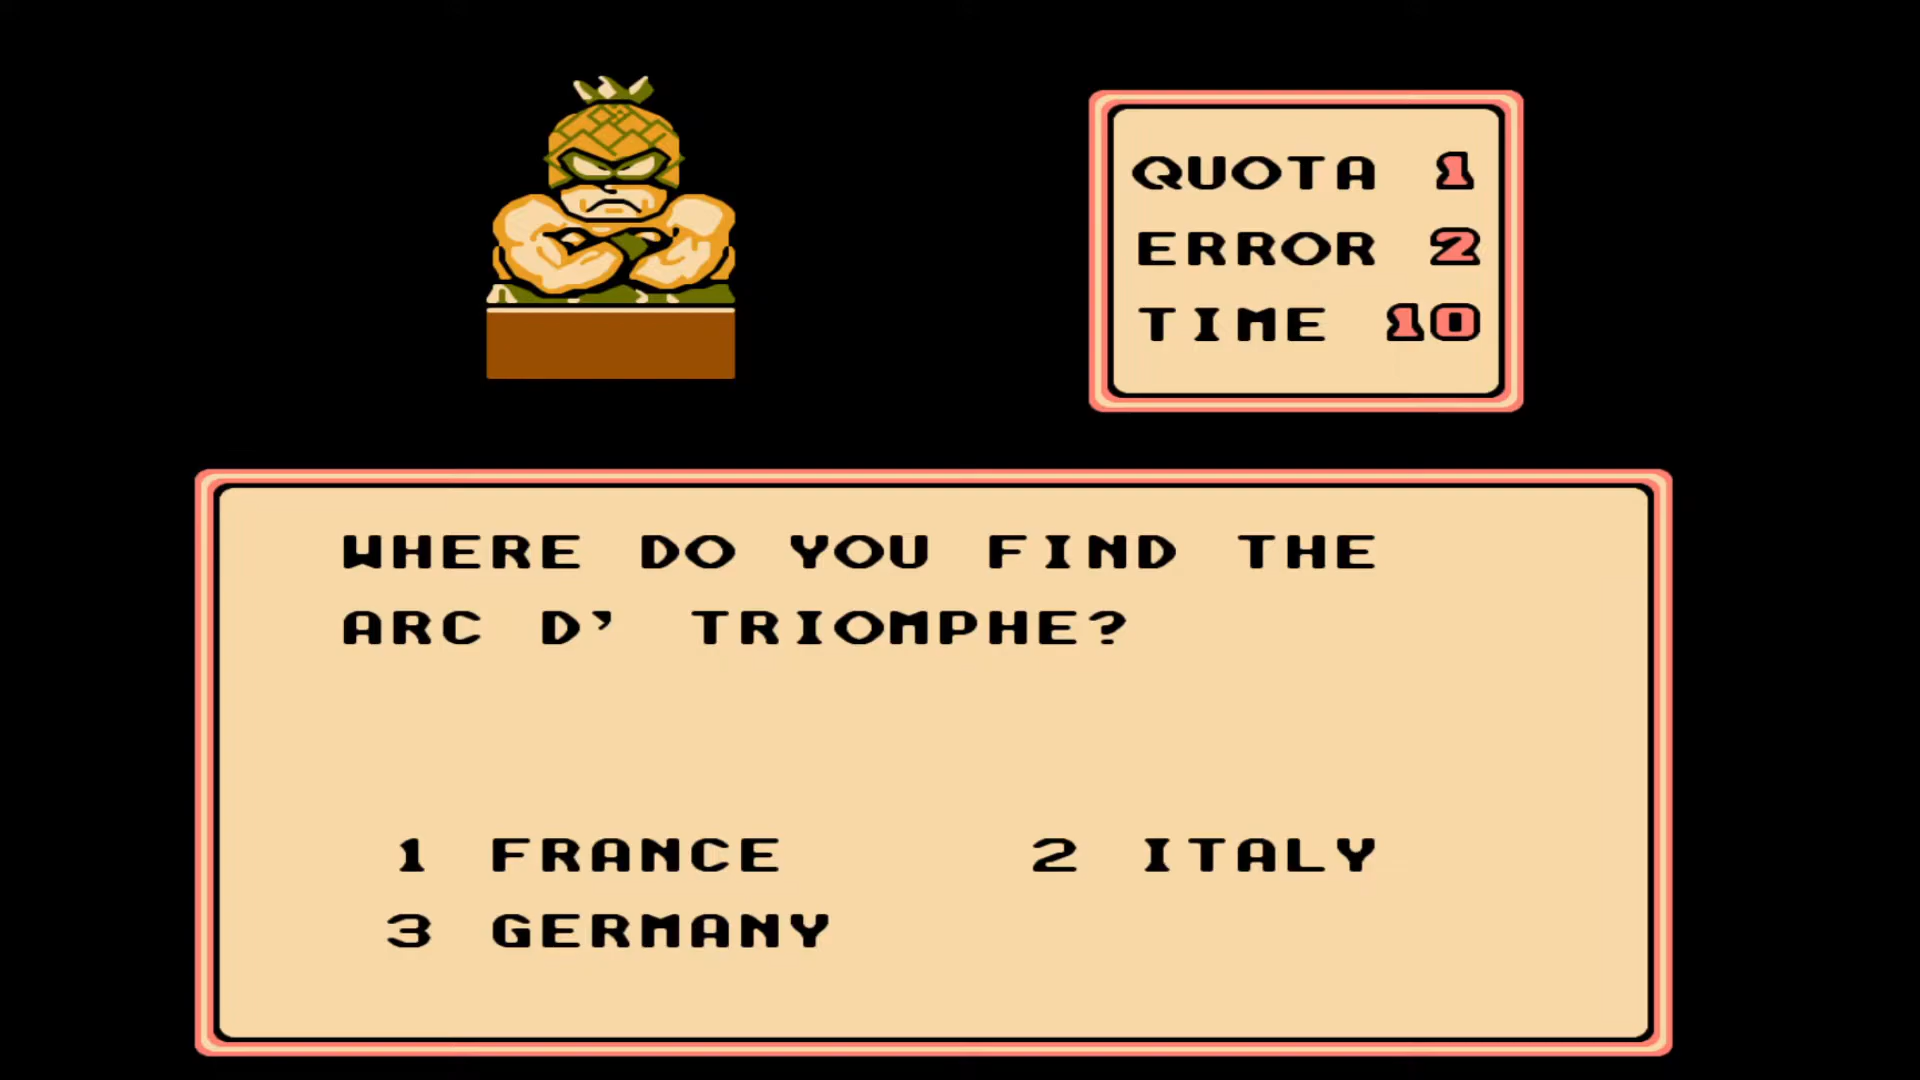 QUOTA 1
ERROR 2
TIME 10
WHERE DO YOU FIND THE
ARC D' TRIOMPHE?
1 FRANCE 2 ITALY
3 GERMANY